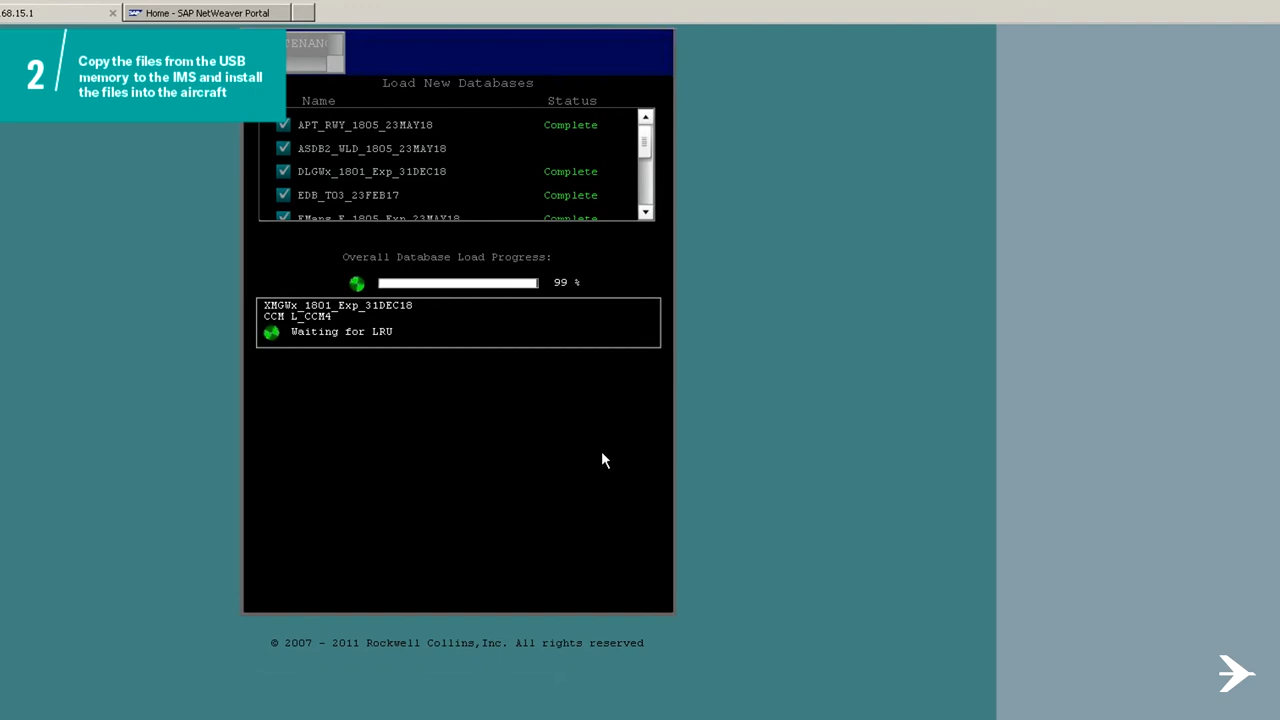 68.15.1
Home - SAP NetWeaver Portal
2
Copy the files from the USB
memory to the IMS and install
the files into the aircraft
Load New Databases
Name Status
APT_RWY_1805_23MAY18 Complete
ASDB2_WLD_1805_23MAY18
DLGWx_1801_Exp_31DEC18 Complete
EDB_T03_23FEB17 Complete
EMaps_E_1805_Exp_23MAY18 Complete
Overall Database Load Progress:
99 %
XMGWx_1801_Exp_31DEC18
CCM L_CCM4
Waiting for LRU
© 2007 - 2011 Rockwell Collins,Inc. All rights reserved